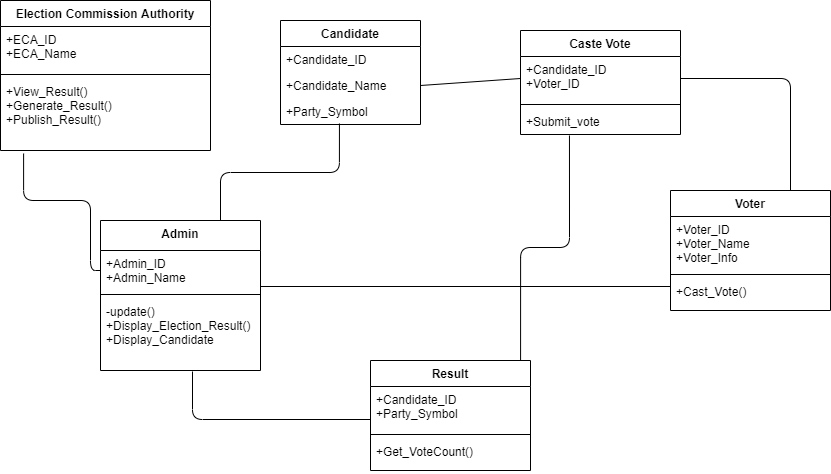 Election Commission Authority
+ECA_ID
+ECA_Name
+View_Result()
+Generate_Result()
+Publish_Result()
Candidate
+Candidate_ID
+Candidate_Name
+Party_Symbol
Caste Vote
+Candidate_ID
+Voter_ID
+Submit_vote
Voter
+Voter_ID
+Voter_Name
+Voter_Info
+Cast_Vote()
Admin
+Admin_ID
+Admin_Name
-update()
+Display_Election_Result()
+Display_Candidate
Result
+Candidate_ID
+Party_Symbol
+Get_VoteCount()